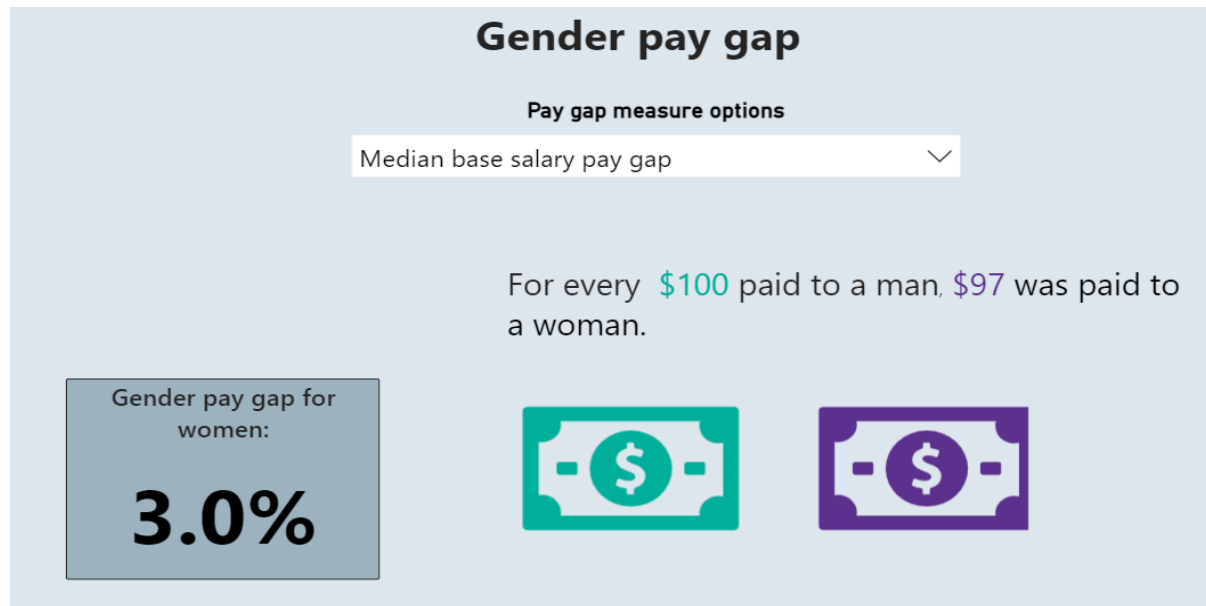 Gender pay gap
Pay gap measure options
Median base salary pay gap
For every $100 paid to a man, $97 was paid to
a woman.
Gender pay gap for
women:
3.0%
$
$